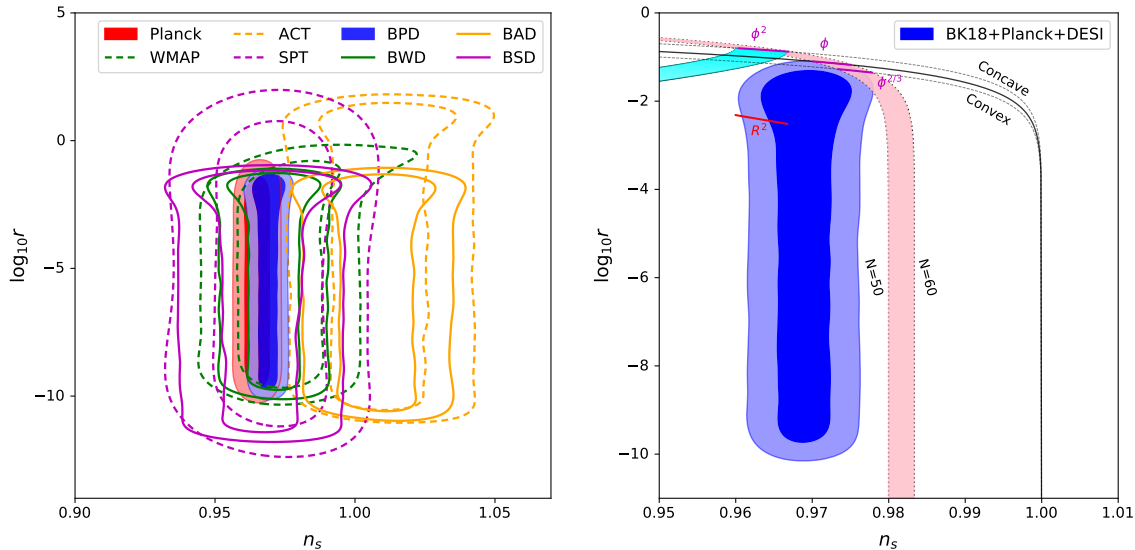 5
0
−5
−10
log₁₀r
Planck ACT BPD BAD
WMAP SPT BWD BSD
0.90 0.95 1.00 1.05
nₛ
0
−2
−4
−6
−8
−10
log₁₀r
BK18+Planck+DESI
ϕ²
ϕ
ϕ²ᐟ³
Concave
Convex
R²
N=50
N=60
0.95 0.96 0.97 0.98 0.99 1.00 1.01
nₛ